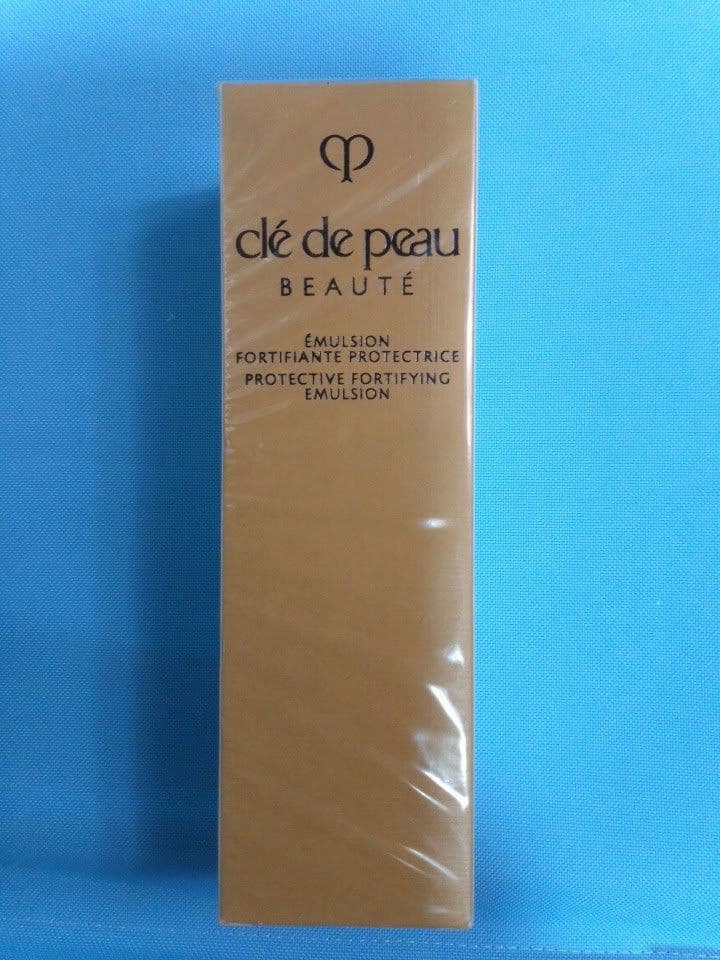 clé de peau
BEAUTÉ
ÉMULSION
FORTIFIANTE PROTECTRICE
PROTECTIVE FORTIFYING
EMULSION